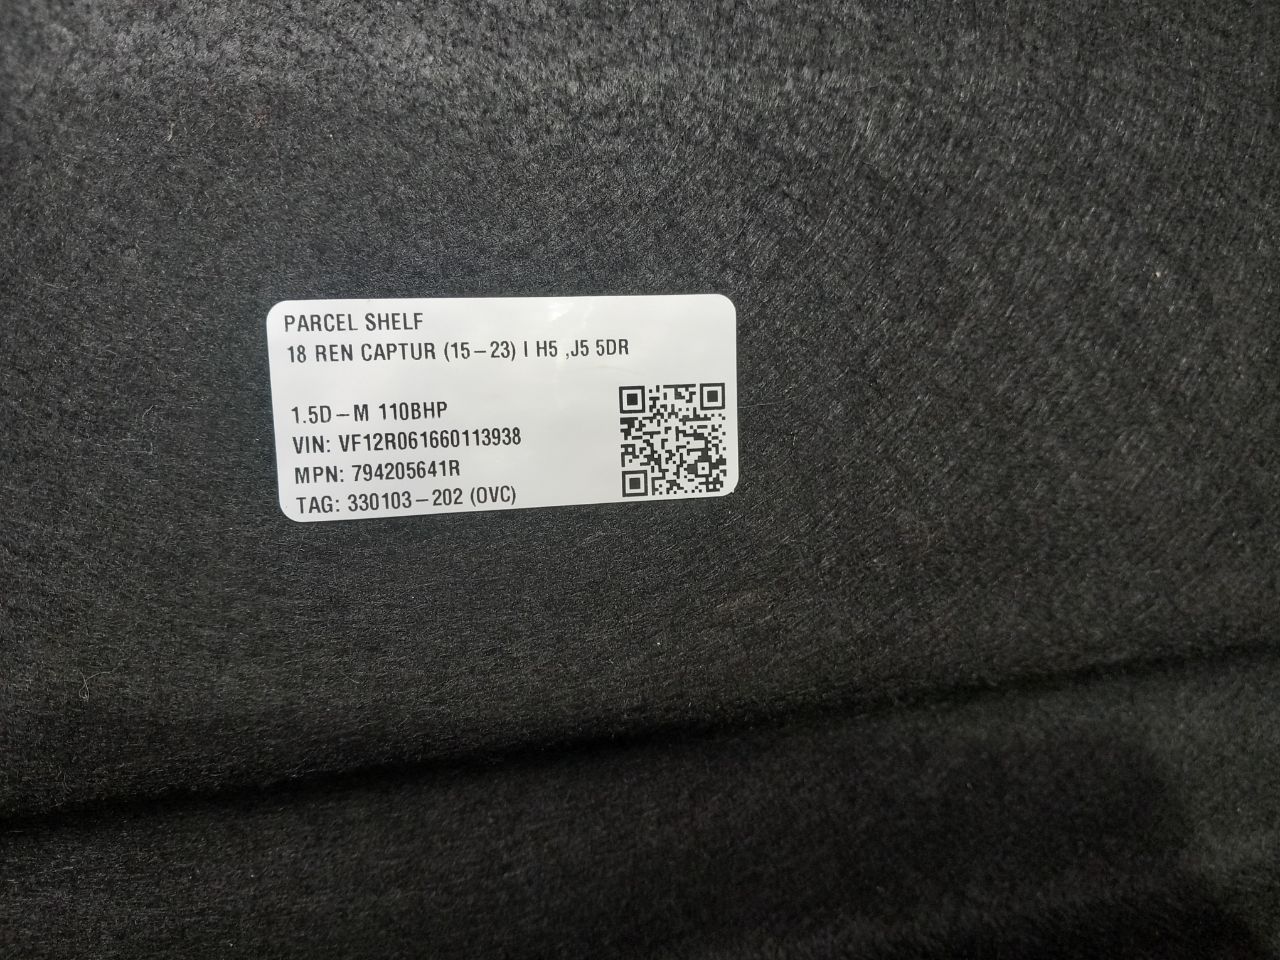 PARCEL SHELF
18 REN CAPTUR (15-23) I H5 ,J5 5DR
1.5D-M 110BHP
VIN: VF12R061660113938
MPN: 794205641R
TAG: 330103-202 (OVC)